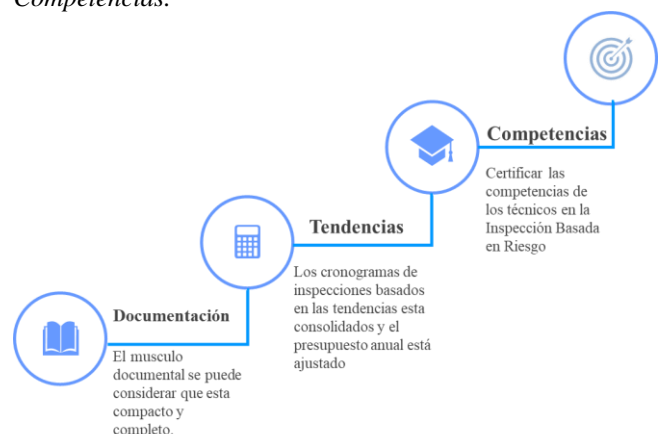 Competencias.
Competencias
Certificar las
competencias de
los técnicos en la
Inspección Basada
en Riesgo
Tendencias
Los cronogramas de
inspecciones basados
en las tendencias esta
consolidados y el
presupuesto anual está
ajustado
Documentación
El musculo
documental se puede
considerar que esta
compacto y
completo.